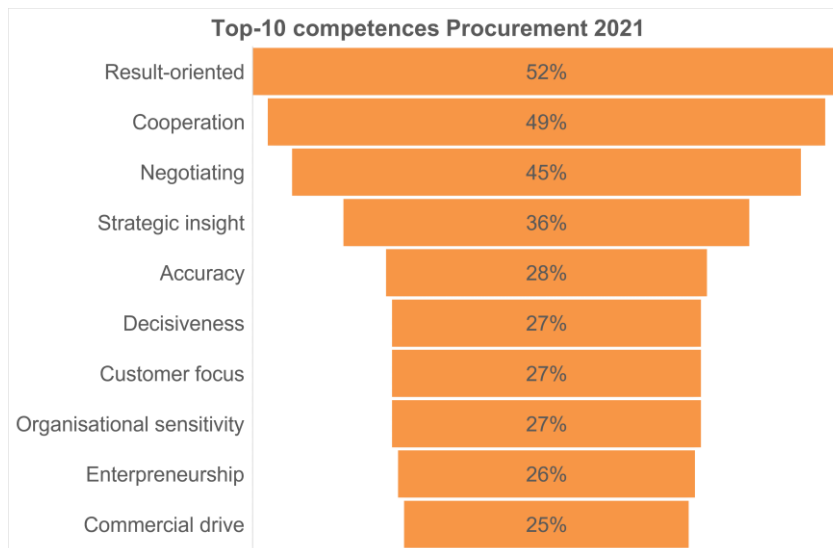 Top-10 competences Procurement 2021
Result-oriented 52%
Cooperation 49%
Negotiating 45%
Strategic insight 36%
Accuracy 28%
Decisiveness 27%
Customer focus 27%
Organisational sensitivity 27%
Enterpreneurship 26%
Commercial drive 25%